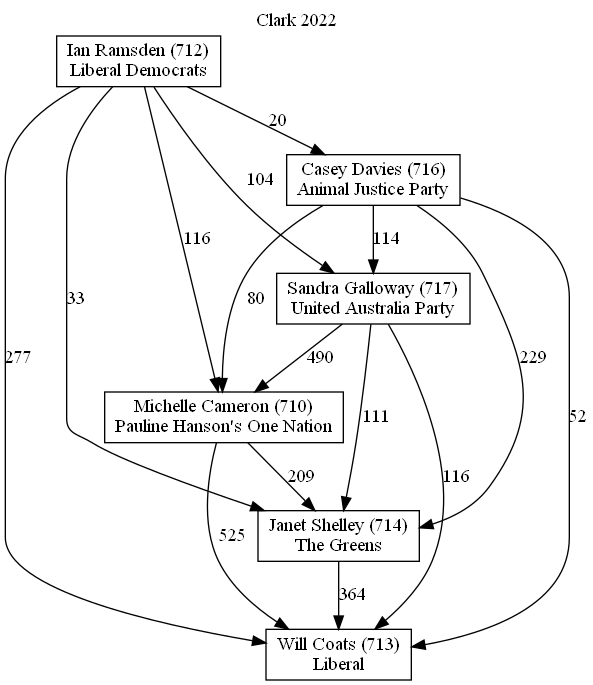 Clark 2022
Ian Ramsden (712)
Liberal Democrats
20
Casey Davies (716)
Animal Justice Party
104
116
114
Sandra Galloway (717)
United Australia Party
33
80
277
490
229
Michelle Cameron (710)
Pauline Hanson's One Nation
111
52
209
116
Janet Shelley (714)
The Greens
525
364
Will Coats (713)
Liberal